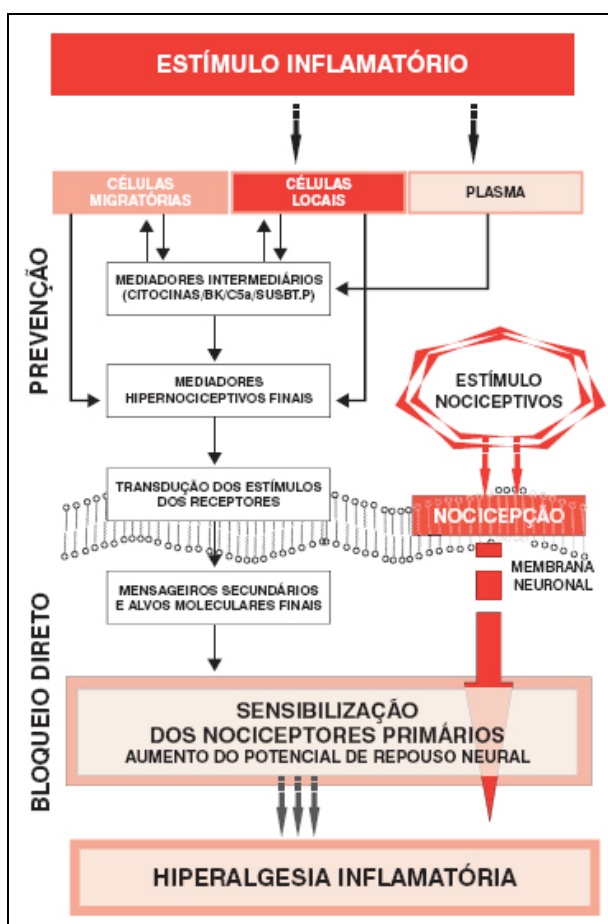 ESTÍMULO INFLAMATÓRIO
CÉLULAS
MIGRATÓRIAS
CÉLULAS
LOCAIS
PLASMA
PREVENÇÃO
MEDIADORES INTERMEDIÁRIOS
(CITOCINAS/BK/C5a/SUSBT.P)
MEDIADORES
HIPERNOCICEPTIVOS FINAIS
ESTÍMULO
NOCICEPTIVOS
TRANSDUÇÃO DOS ESTÍMULOS
DOS RECEPTORES
NOCICEPÇÃO
MEMBRANA
NEURONAL
MENSAGEIROS SECUNDÁRIOS
E ALVOS MOLECULARES FINAIS
BLOQUEIO DIRETO
SENSIBILIZAÇÃO
DOS NOCICEPTORES PRIMÁRIOS
AUMENTO DO POTENCIAL DE REPOUSO NEURAL
HIPERALGESIA INFLAMATÓRIA